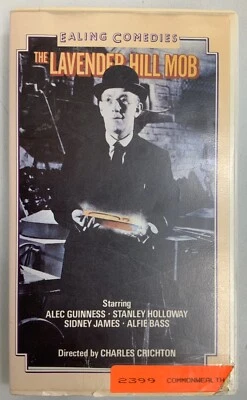 EALING COMEDIES
THE LAVENDER HILL MOB
Starring
ALEC GUINNESS · STANLEY HOLLOWAY
SIDNEY JAMES · ALFIE BASS
Directed by CHARLES CRICHTON
2399 COMMONWEALTH